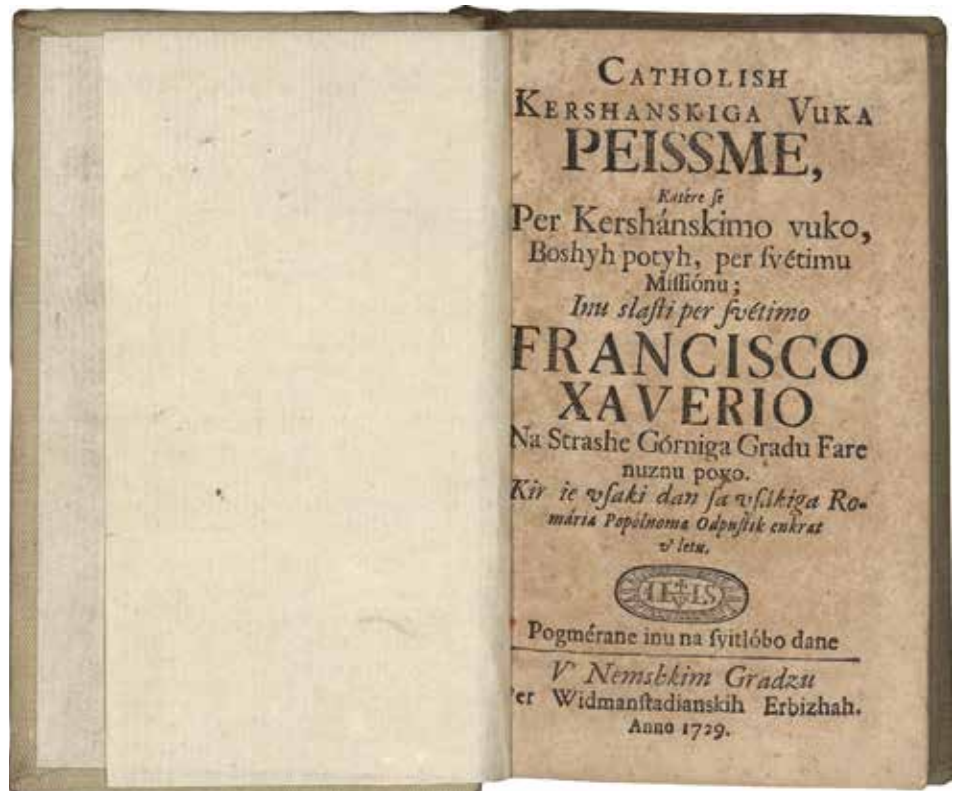 CATHOLISH
KERSHANSKIGA VUKA
PEISSME,
Katére ſe
Per Kershánskimo vuko,
Boshyh potyh, per ſvétimu
Miſſiónu;
Inu slaſti per ſvétimo
FRANCISCO
XAVERIO
Na Strashe Górniga Gradu Fare
nuznu poyo.
Kir ie vſaki dan ſa vſakiga Ro-
mária Popólnoma Odpuſtik enkrat
v' letu.
IHS
Pogmérane inu na ſvitlóbo dane
V' Nemshkim Gradzu
Per Widmanſtadianskih Erbizhah.
Anno 1729.